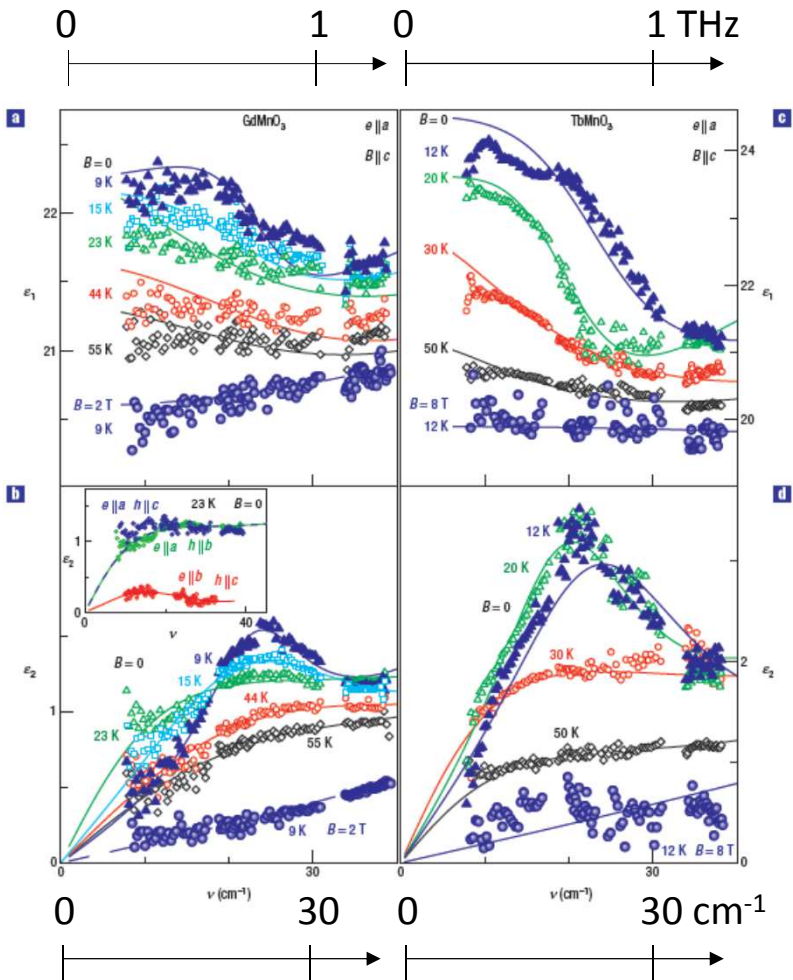 0 1 0 1 THz
a GdMnO₃ e||a TbMnO₃ e||a c
B=0 B||c B=0 B||c 24
9 K 12 K
22 15 K 20 K
23 K 30 K
ε₁ 44 K 22 ε₁
21 55 K 50 K
B=2 T B=8 T 20
9 K 12 K
b e||a h||c 23 K B=0 d
1 e||a h||b 12 K
ε₂ e||b h||c 20 K
0
0 40 B=0
ν
B=0 9 K 30 K 2
ε₂ 15 K ε₂
1 44 K
23 K 55 K 50 K
9 K B=2 T 12 K B=8 T
0 0
0 30 0 30
ν (cm⁻¹) ν (cm⁻¹)
0 30 0 30 cm⁻¹